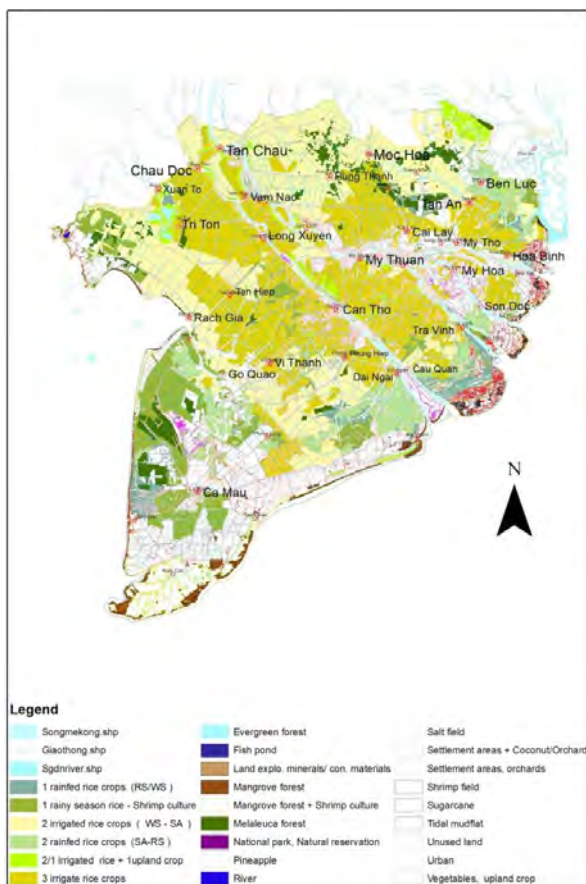 Tan Chau
Moc Hoa
Chau Doc
Hung Thanh
Xuan To
Ben Luc
Vam Nao
Tan An
Tri Ton
Cai Lay
Long Xuyen
My Tho
My Thuan
Hoa Binh
My Hoa
Tan Hiep
Can Tho
Son Doc
Rach Gia
Tra Vinh
Phung Hiep
Vi Thanh
Cau Quan
Go Quao
Dai Ngai
N
Ca Mau
Legend
Songmekong.shp
Evergreen forest
Salt field
Giaothong.shp
Fish pond
Settlement areas + Coconut/Orchard
Sgdnriver.shp
Land explo. minerals/ con. materials
Settlement areas, orchards
1 rainfed rice crops (RS/WS )
Mangrove forest
Shrimp field
1 rainy season rice - Shrimp culture
Mangrove forest + Shrimp culture
Sugarcane
2 irrigated rice crops ( WS - SA )
Melaleuca forest
Tidal mudflat
2 rainfed rice crops (SA-RS )
National park, Natural reservation
Unused land
2/1 irrigated rice + 1upland crop
Pineapple
Urban
3 irrigate rice crops
River
Vegetables, upland crop